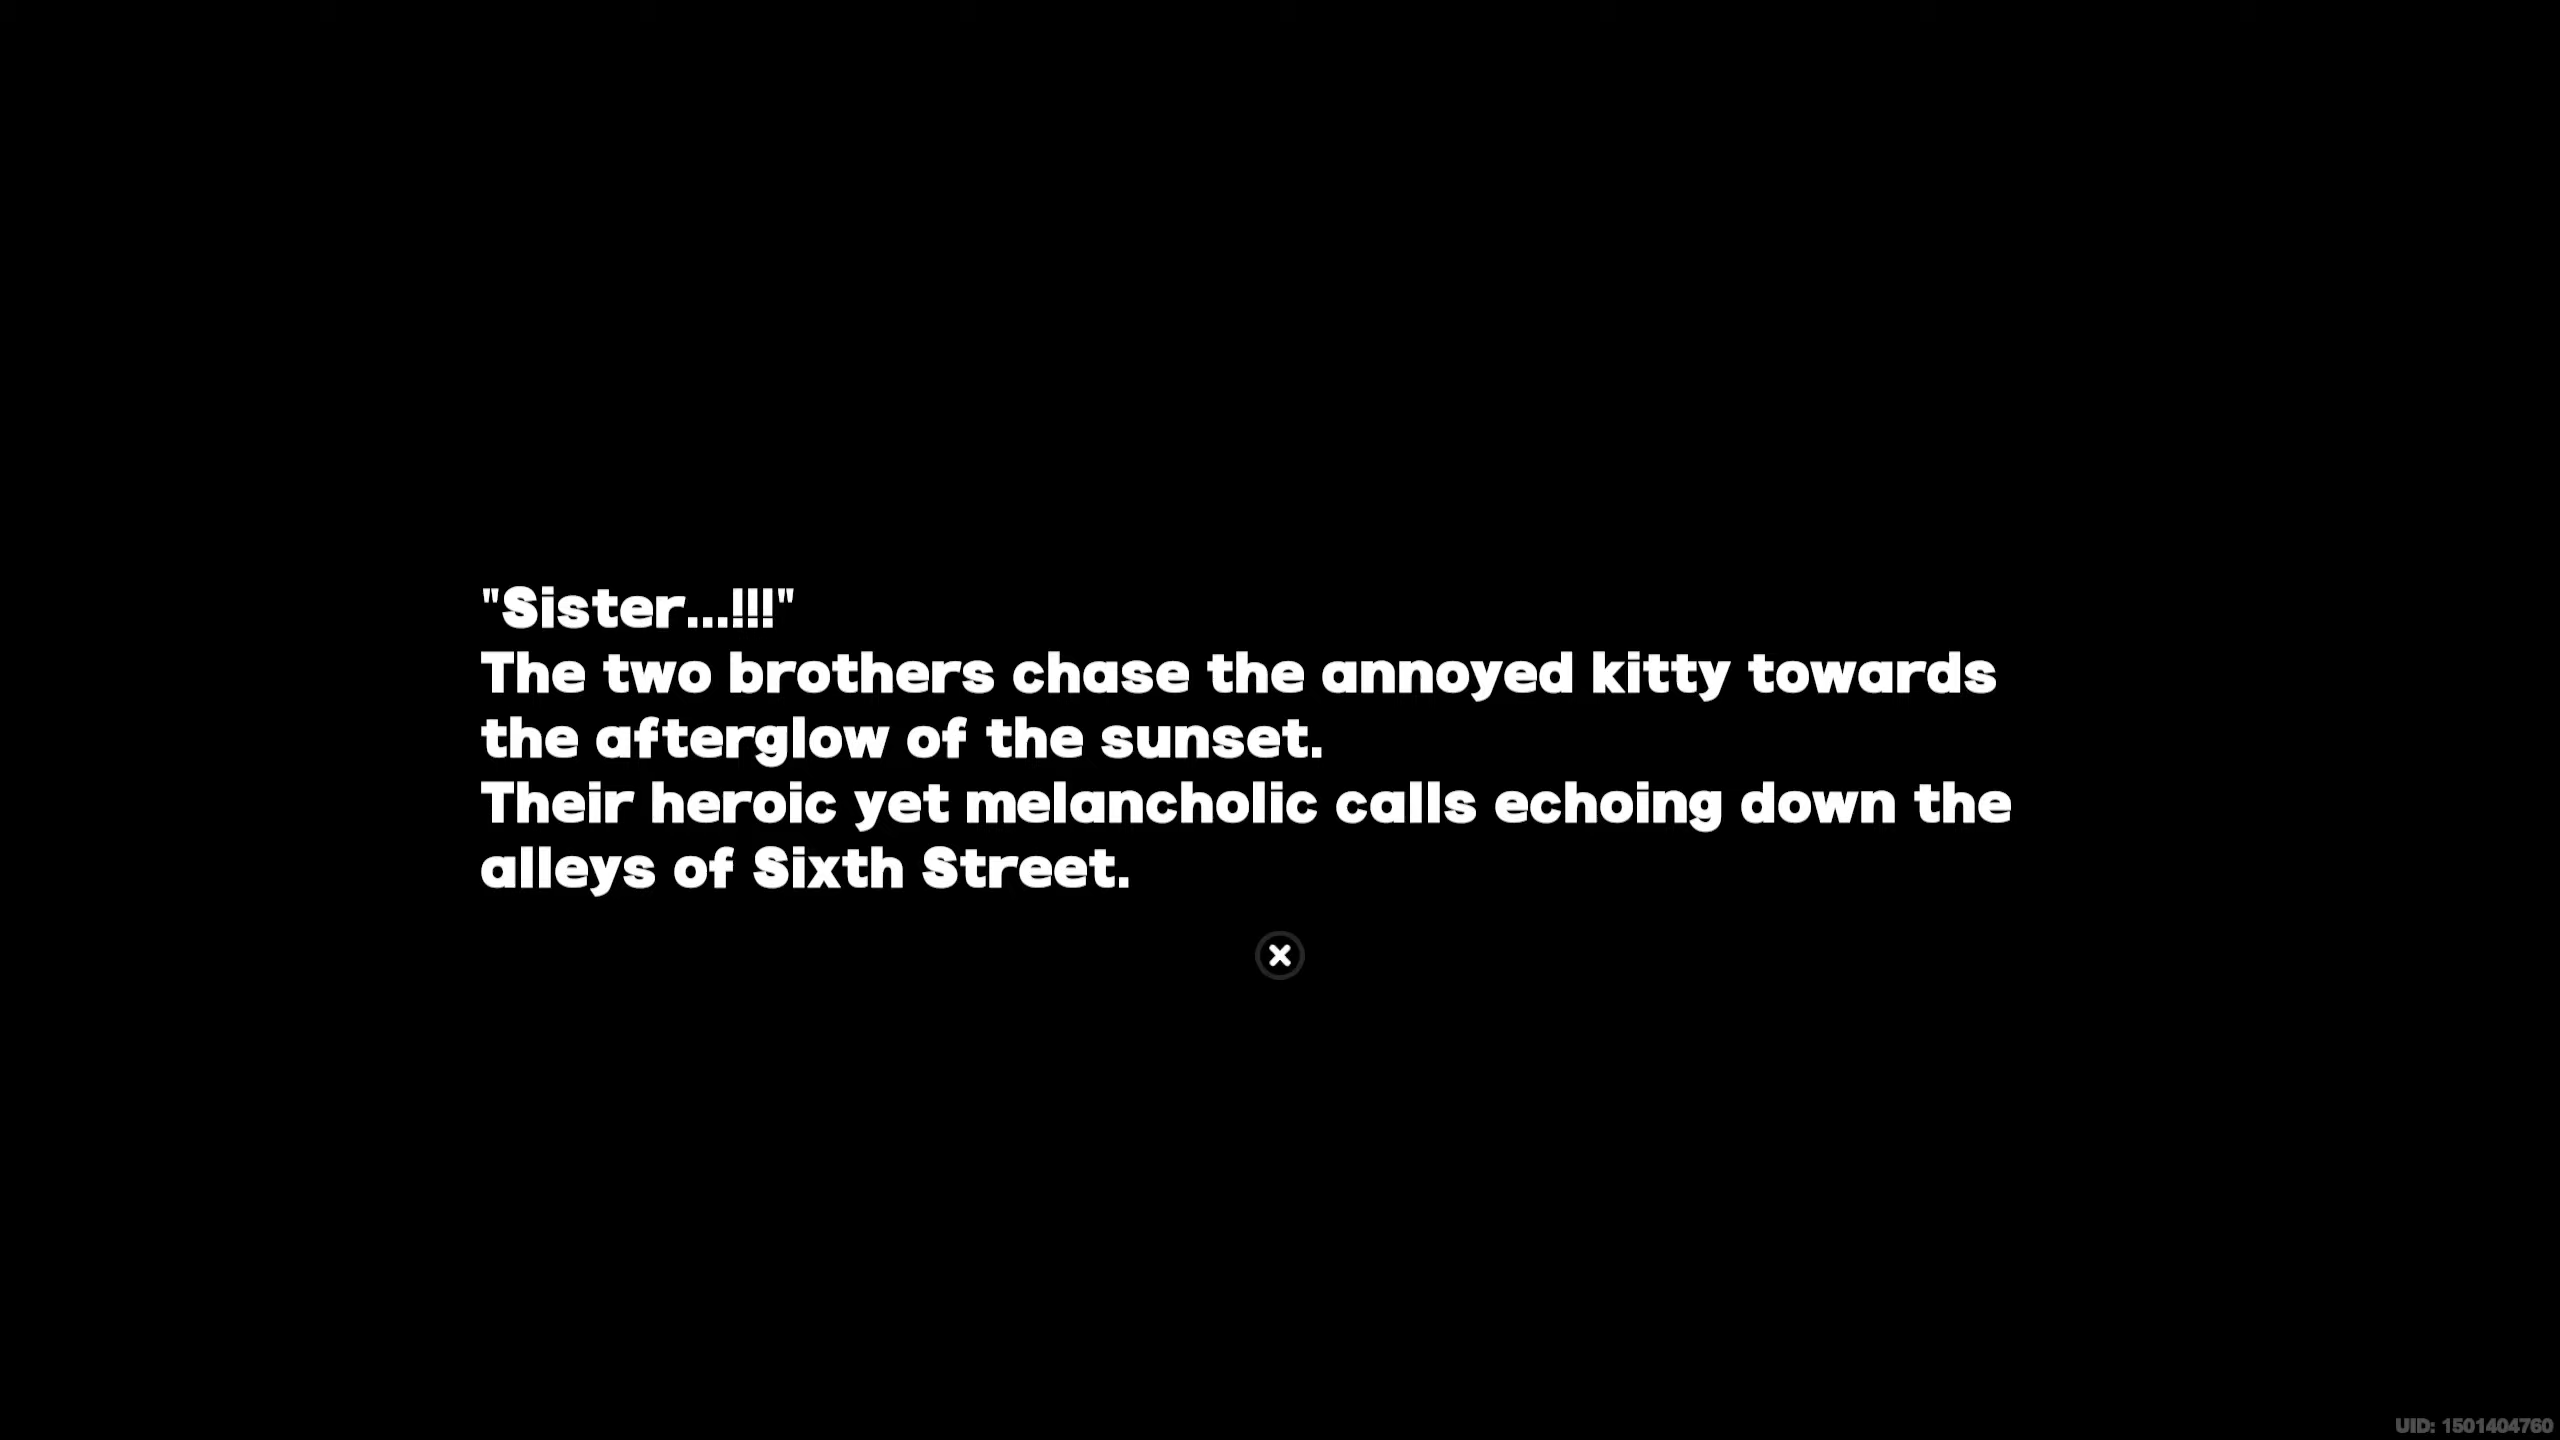 "Sister...!!!"
The two brothers chase the annoyed kitty towards
the afterglow of the sunset.
Their heroic yet melancholic calls echoing down the
alleys of Sixth Street.
UID: 1501404760